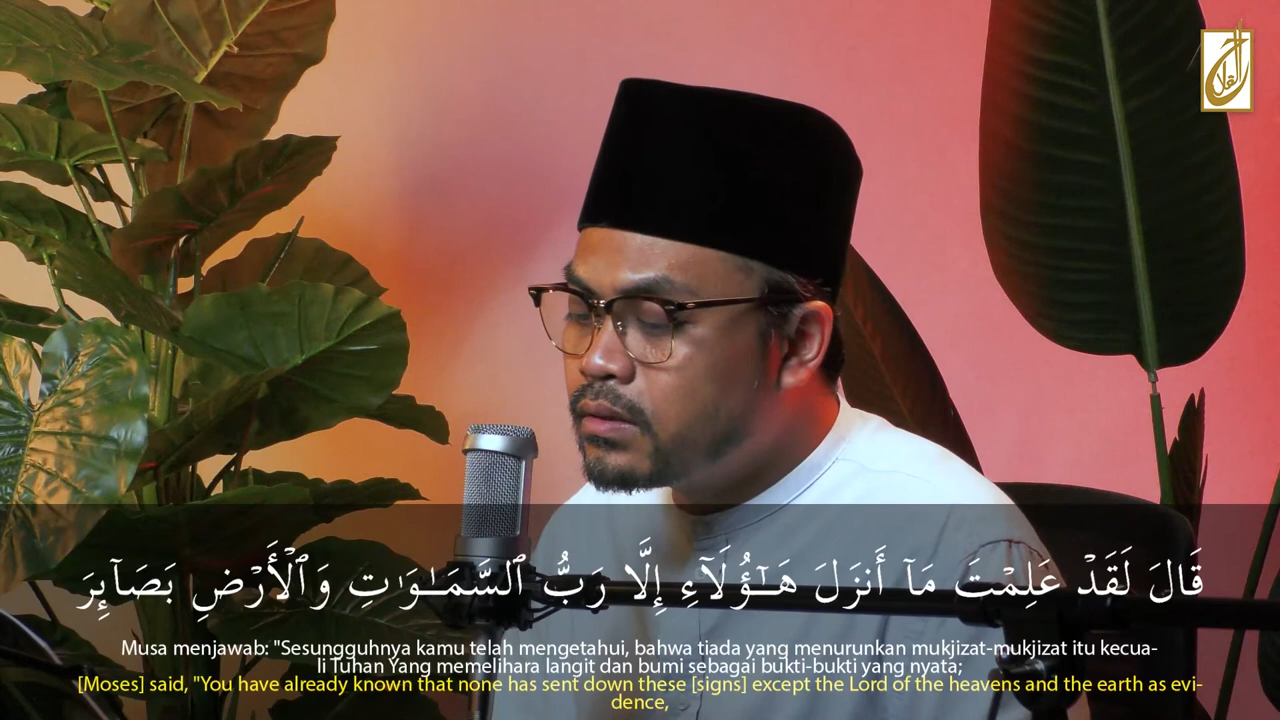 قَالَ لَقَدْ عَلِمْتَ مَآ أَنزَلَ هَـٰٓؤُلَآءِ إِلَّا رَبُّ ٱلسَّمَـٰوَٰتِ وَٱلْأَرْضِ بَصَآئِرَ
Musa menjawab: "Sesungguhnya kamu telah mengetahui, bahwa tiada yang menurunkan mukjizat-mukjizat itu kecua-
li Tuhan Yang memelihara langit dan bumi sebagai bukti-bukti yang nyata;
[Moses] said, "You have already known that none has sent down these [signs] except the Lord of the heavens and the earth as evi-
dence,